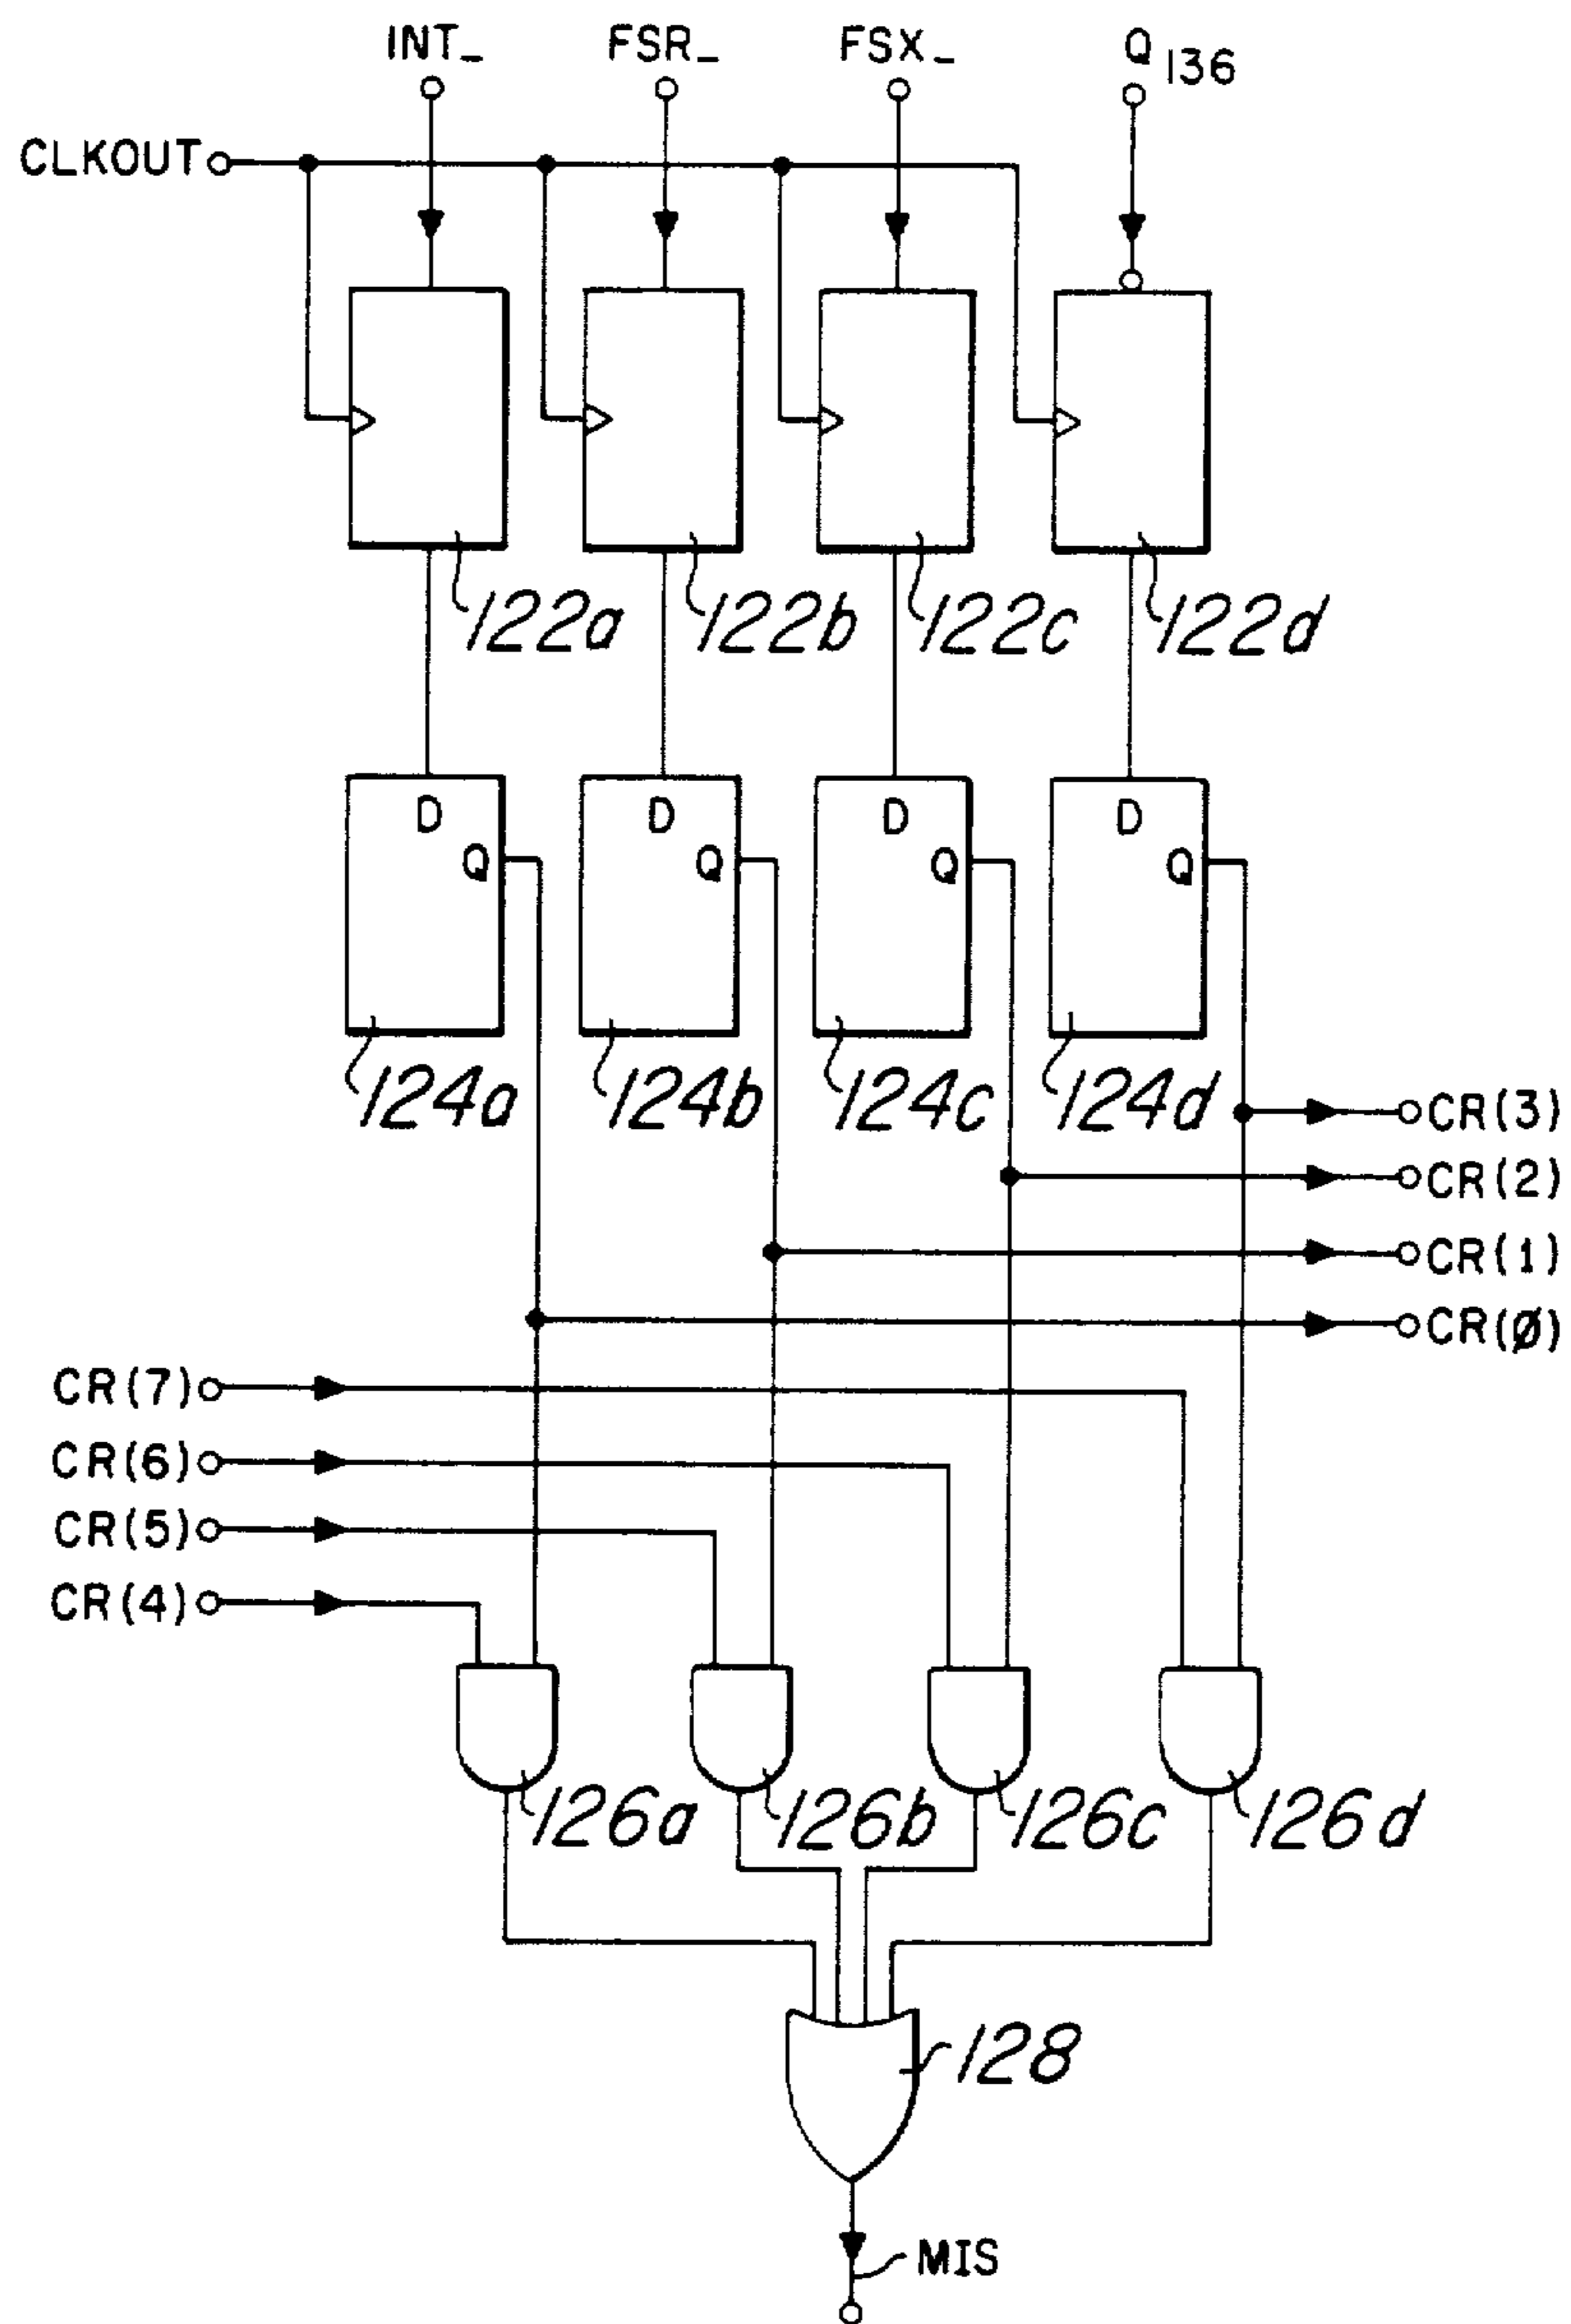 INT_ FSR_ FSX_ Q136
CLKOUT
122a 122b 122c 122d
D D D D
Q Q Q Q
124a 124b 124c 124d
CR(3)
CR(2)
CR(1)
CR(Ø)
CR(7)
CR(6)
CR(5)
CR(4)
126a 126b 126c 126d
128
MIS